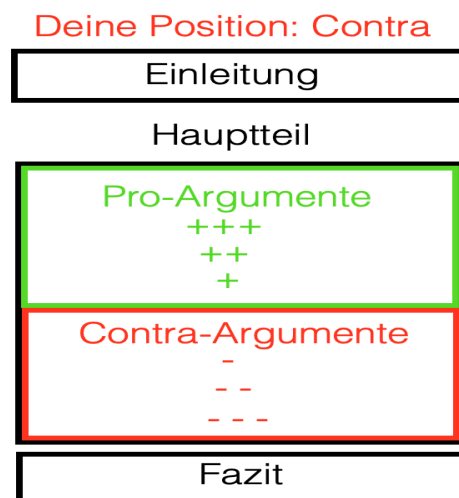 Deine Position: Contra
Einleitung
Hauptteil
Pro-Argumente
+++
++
+
Contra-Argumente
-
- -
- - -
Fazit